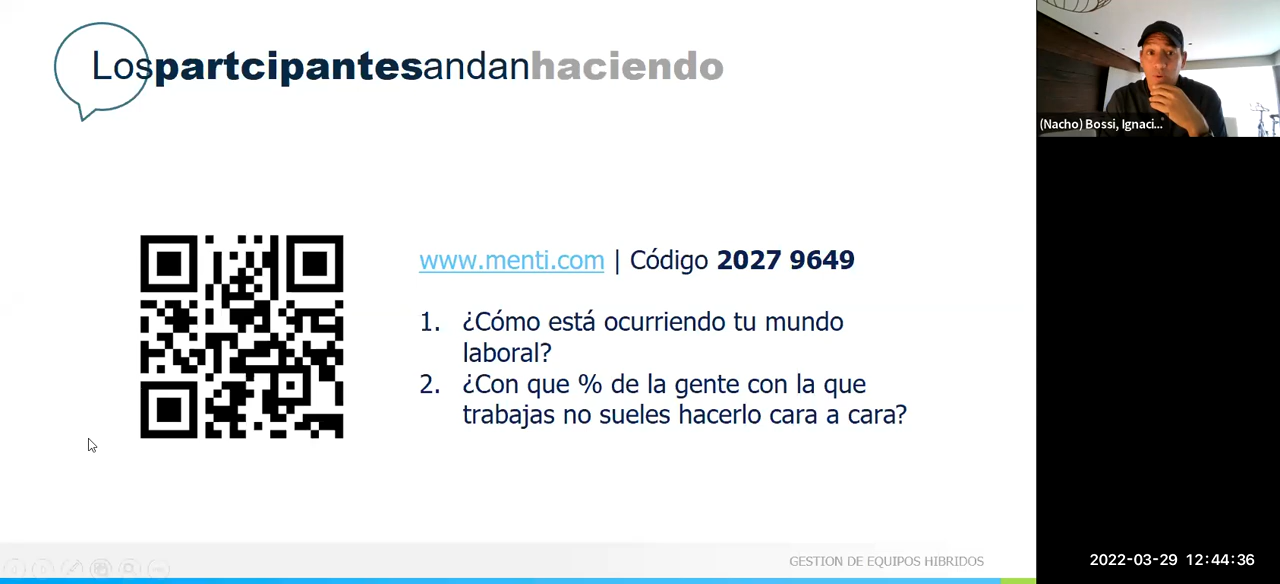 Lospartcipantesandanhaciendo
(Nacho) Bossi, Ignaci...
www.menti.com | Código 2027 9649
1. ¿Cómo está ocurriendo tu mundo
laboral?
2. ¿Con que % de la gente con la que
trabajas no sueles hacerlo cara a cara?
GESTION DE EQUIPOS HIBRIDOS
2022-03-29 12:44:36